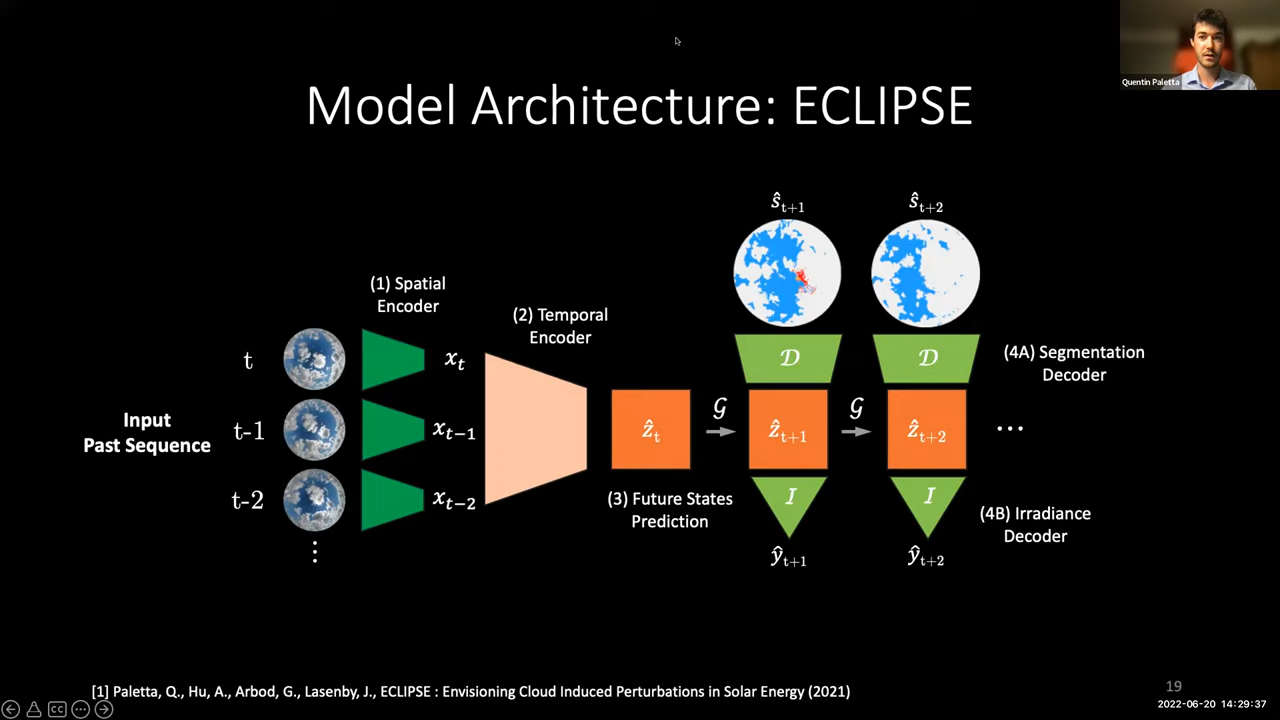 Quentin Paletta
Model Architecture: ECLIPSE
ŝt+1
ŝt+2
(1) Spatial
Encoder
(2) Temporal
Encoder
t
xt
D
D
(4A) Segmentation
Decoder
Input
Past Sequence
t-1
xt−1
ẑt
G
ẑt+1
G
ẑt+2
...
t-2
xt−2
(3) Future States
Prediction
I
I
(4B) Irradiance
Decoder
⋮
ŷt+1
ŷt+2
[1] Paletta, Q., Hu, A., Arbod, G., Lasenby, J., ECLIPSE : Envisioning Cloud Induced Perturbations in Solar Energy (2021)
19
CC
2022-06-20 14:29:37